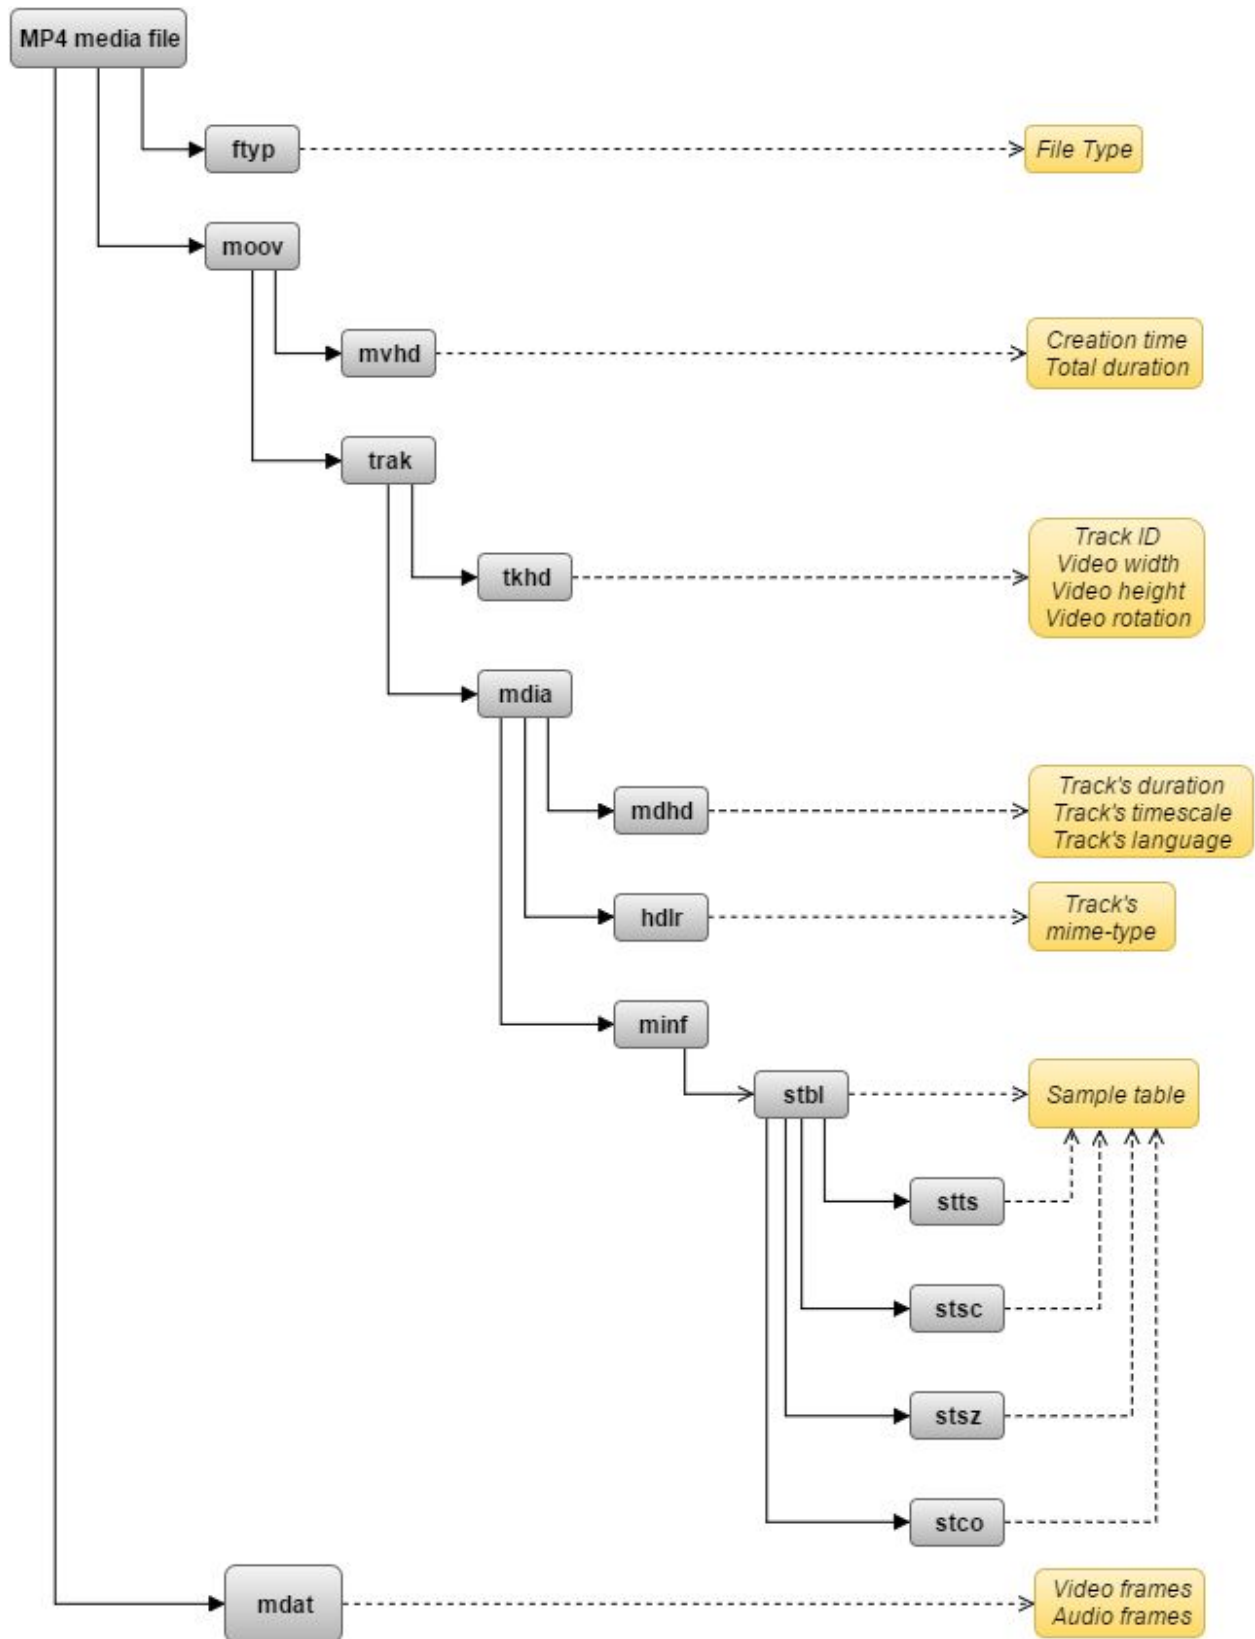 MP4 media file
ftyp
File Type
moov
mvhd
Creation time
Total duration
trak
tkhd
Track ID
Video width
Video height
Video rotation
mdia
mdhd
Track's duration
Track's timescale
Track's language
hdlr
Track's
mime-type
minf
stbl
Sample table
stts
stsc
stsz
stco
mdat
Video frames
Audio frames